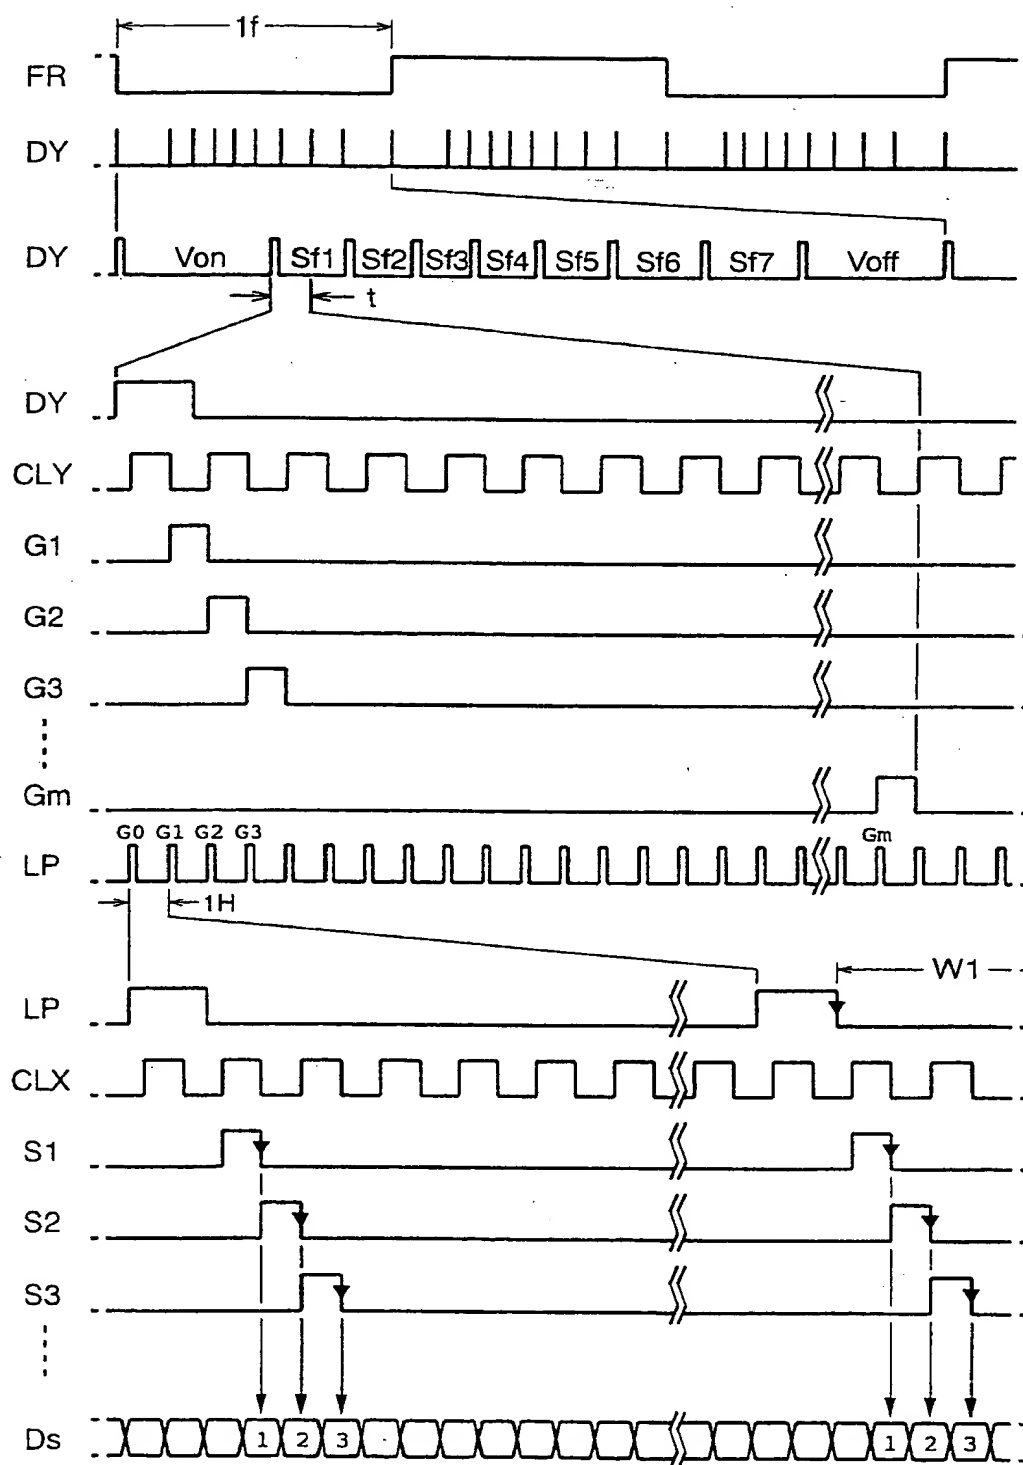 1f
FR
DY
DY Von Sf1 Sf2 Sf3 Sf4 Sf5 Sf6 Sf7 Voff
t
DY
CLY
G1
G2
G3
Gm
G0 G1 G2 G3 Gm
LP
1H
W1
LP
CLX
S1
S2
S3
Ds 1 2 3 1 2 3